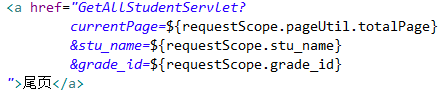 <a href="GetAllStudentServlet?
currentPage=${requestScope.pageUtil.totalPage}
&stu_name=${requestScope.stu_name}
&grade_id=${requestScope.grade_id}
">尾页</a>